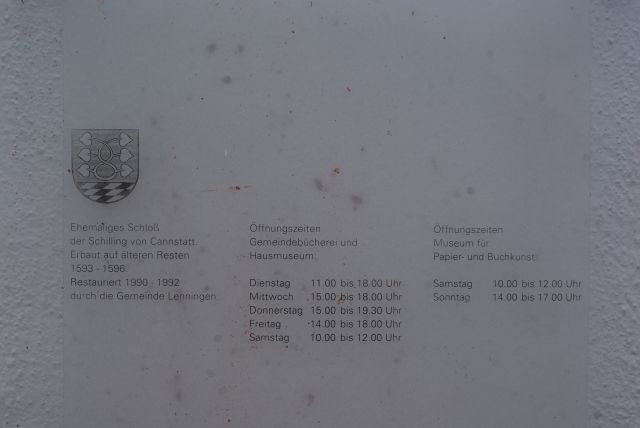 Ehemaliges Schloß
der Schilling von Cannstatt.
Erbaut auf älteren Resten
1593 - 1596.
Restauriert 1990 - 1992
durch die Gemeinde Lenningen.
Öffnungszeiten
Gemeindebücherei und
Hausmuseum:
Dienstag 11.00 bis 18.00 Uhr
Mittwoch 15.00 bis 18.00 Uhr
Donnerstag 15.00 bis 19.30 Uhr
Freitag 14.00 bis 18.00 Uhr
Samstag 10.00 bis 12.00 Uhr
Öffnungszeiten
Museum für
Papier- und Buchkunst:
Samstag 10.00 bis 12.00 Uhr
Sonntag 14.00 bis 17.00 Uhr